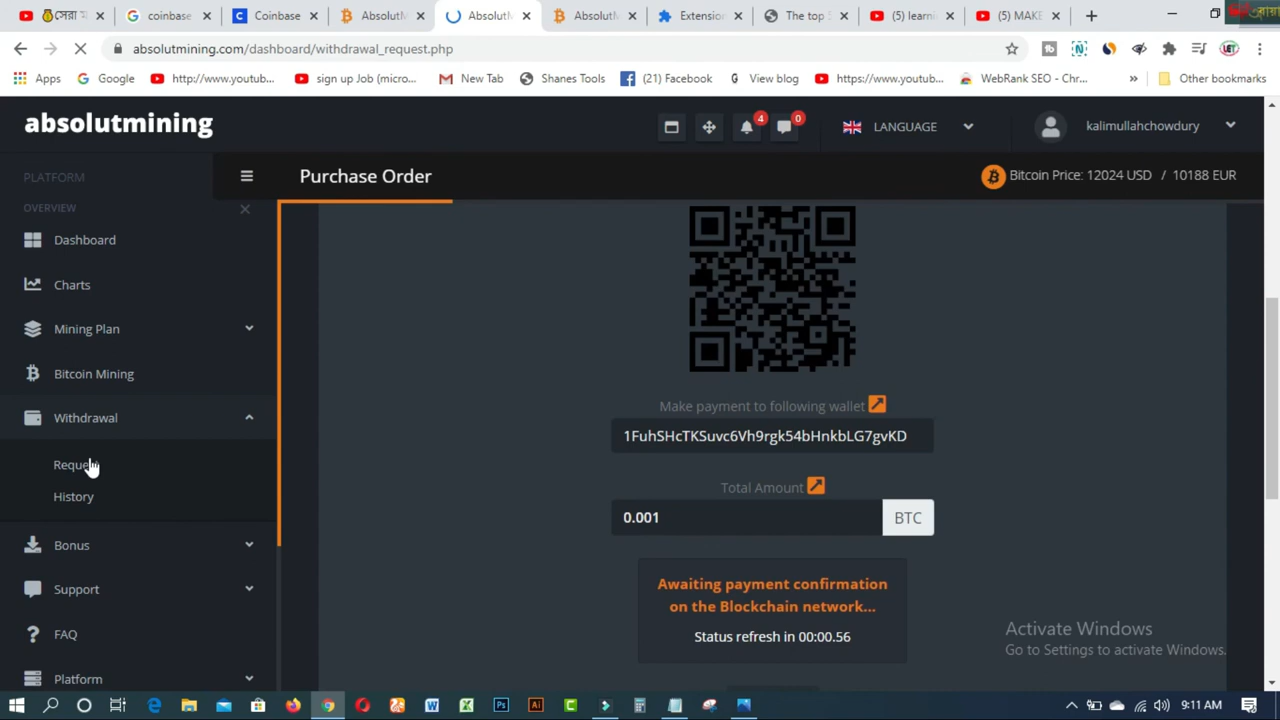 coinbase
Coinbase
Absolut M
Absolut
Absolut M
Extension
The top
(5) learni
(5) MAKE
absolutmining.com/dashboard/withdrawal_request.php
Apps
Google
http://www.youtub...
sign up Job (micro...
New Tab
Shanes Tools
(21) Facebook
View blog
https://www.youtub...
WebRank SEO - Chr...
»
Other bookmarks
absolutmining
4
0
LANGUAGE
kalimullahchowdury
PLATFORM
Purchase Order
Bitcoin Price: 12024 USD / 10188 EUR
OVERVIEW
Dashboard
Charts
Mining Plan
Bitcoin Mining
Withdrawal
Request
History
Bonus
Support
FAQ
Platform
Make payment to following wallet
1FuhSHcTKSuvc6Vh9rgk54bHnkbLG7gvKD
Total Amount
0.001
BTC
Awaiting payment confirmation
on the Blockchain network...
Status refresh in 00:00.56
Activate Windows
Go to Settings to activate Windows.
9:11 AM